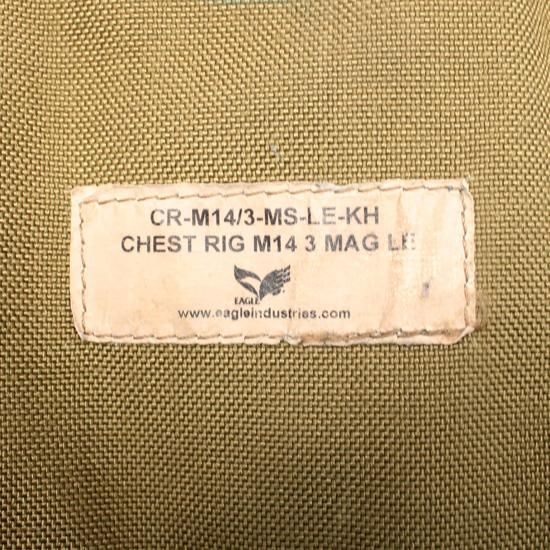 CR-M14/3-MS-LE-KH
CHEST RIG M14 3 MAG LE
EAGLE
www.eagleindustries.com